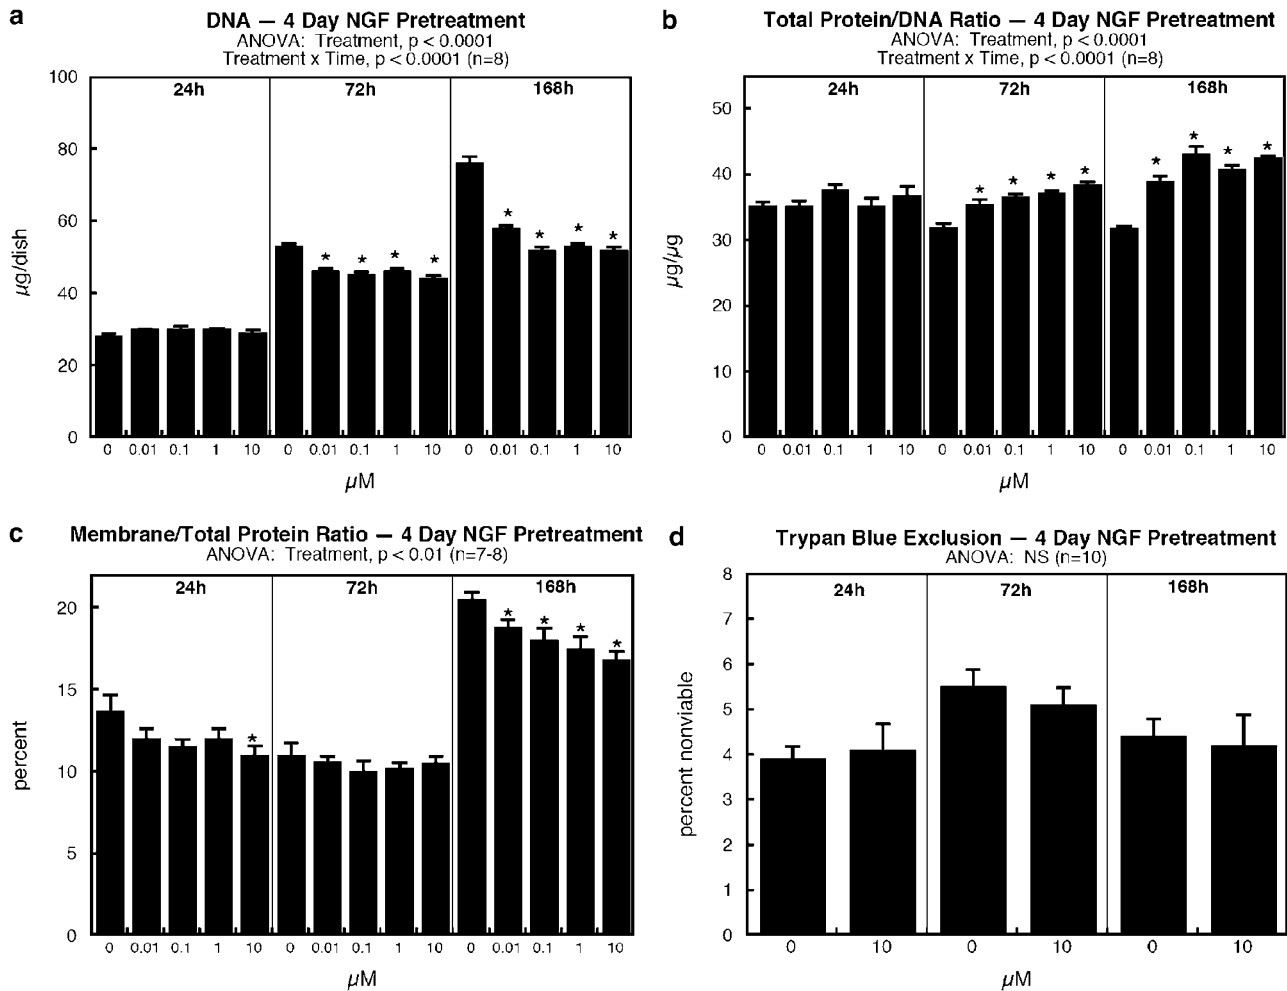 a
DNA — 4 Day NGF Pretreatment
ANOVA: Treatment, p < 0.0001
Treatment x Time, p < 0.0001 (n=8)
100
80
60
40
20
0
µg/dish
24h
72h
168h
* * * * * * * *
0 0.01 0.1 1 10 0 0.01 0.1 1 10 0 0.01 0.1 1 10
µM
b
Total Protein/DNA Ratio — 4 Day NGF Pretreatment
ANOVA: Treatment, p < 0.0001
Treatment x Time, p < 0.0001 (n=8)
50
40
30
20
10
0
µg/µg
24h
72h
168h
* * * * * * * *
0 0.01 0.1 1 10 0 0.01 0.1 1 10 0 0.01 0.1 1 10
µM
c
Membrane/Total Protein Ratio — 4 Day NGF Pretreatment
ANOVA: Treatment, p < 0.01 (n=7-8)
20
15
10
5
0
percent
24h
72h
168h
* * * * *
0 0.01 0.1 1 10 0 0.01 0.1 1 10 0 0.01 0.1 1 10
µM
d
Trypan Blue Exclusion — 4 Day NGF Pretreatment
ANOVA: NS (n=10)
8
7
6
5
4
3
2
1
0
percent nonviable
24h
72h
168h
0 10 0 10 0 10
µM